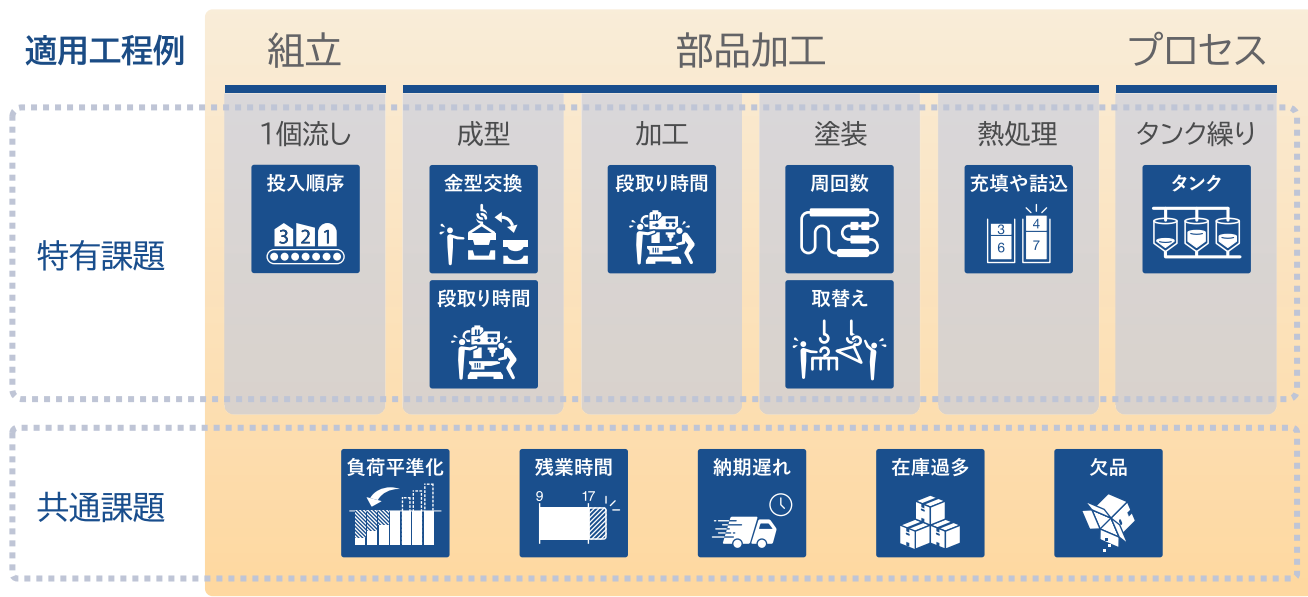 適用工程例
組立
部品加工
プロセス
1個流し
成型
加工
塗装
熱処理
タンク繰り
特有課題
投入順序
3 2 1
金型交換
段取り時間
周回数
充填や詰込
3
6
4
7
タンク
段取り時間
取替え
共通課題
負荷平準化
残業時間
9 17
納期遅れ
在庫過多
欠品